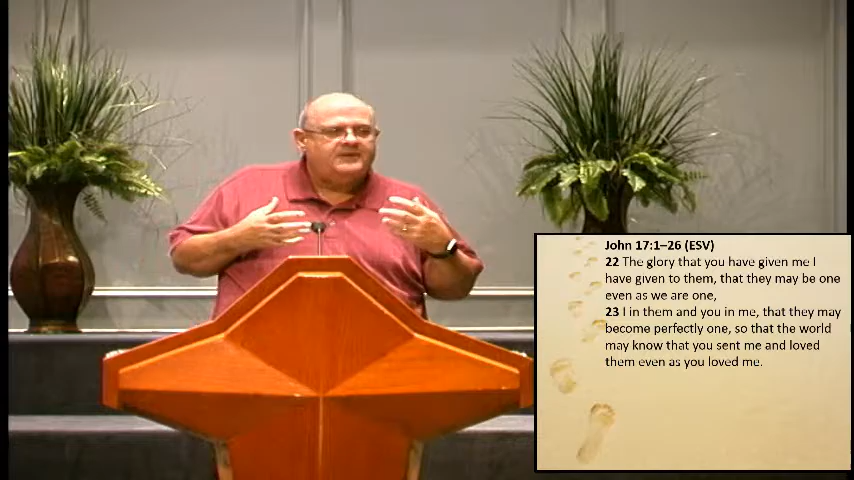 John 17:1–26 (ESV)
22 The glory that you have given me I
have given to them, that they may be one
even as we are one,
23 I in them and you in me, that they may
become perfectly one, so that the world
may know that you sent me and loved
them even as you loved me.